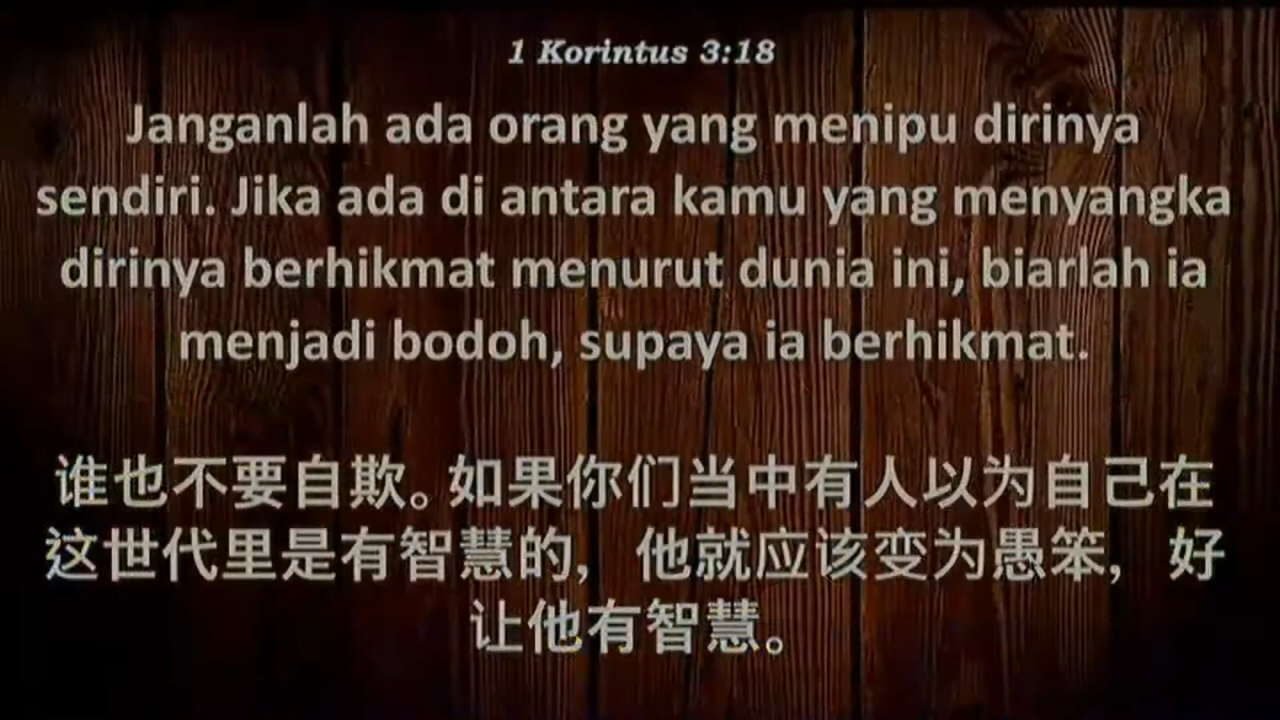 1 Korintus 3:18
Janganlah ada orang yang menipu dirinya
sendiri. Jika ada di antara kamu yang menyangka
dirinya berhikmat menurut dunia ini, biarlah ia
menjadi bodoh, supaya ia berhikmat.
谁也不要自欺。如果你们当中有人以为自己在
这世代里是有智慧的，他就应该变为愚笨，好
让他有智慧。